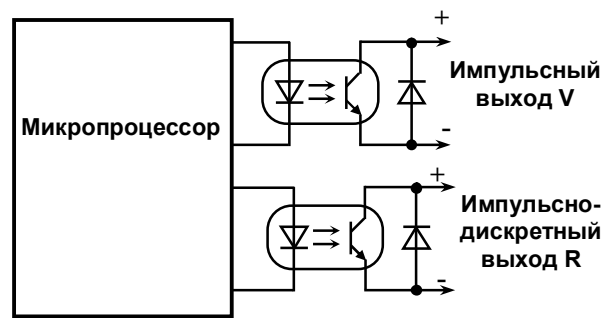 Микропроцессор
+
Импульсный
выход V
-
+
Импульсно-
дискретный
выход R
-